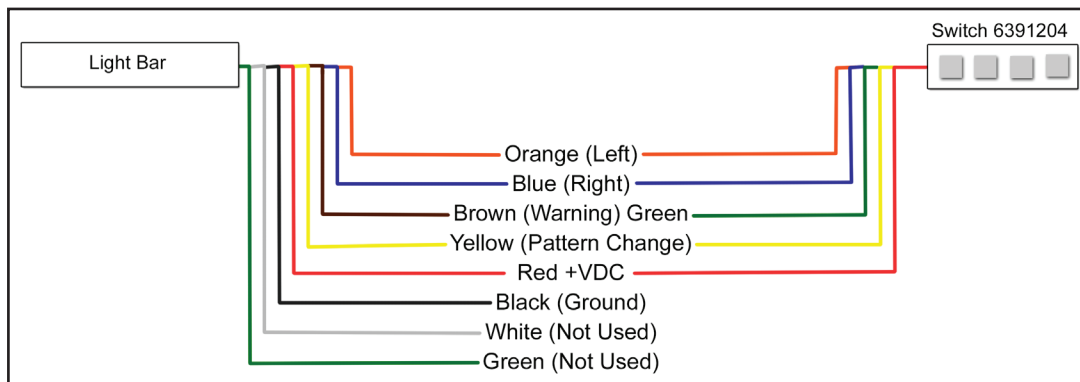 Switch 6391204
Light Bar
Orange (Left)
Blue (Right)
Brown (Warning) Green
Yellow (Pattern Change)
Red +VDC
Black (Ground)
White (Not Used)
Green (Not Used)